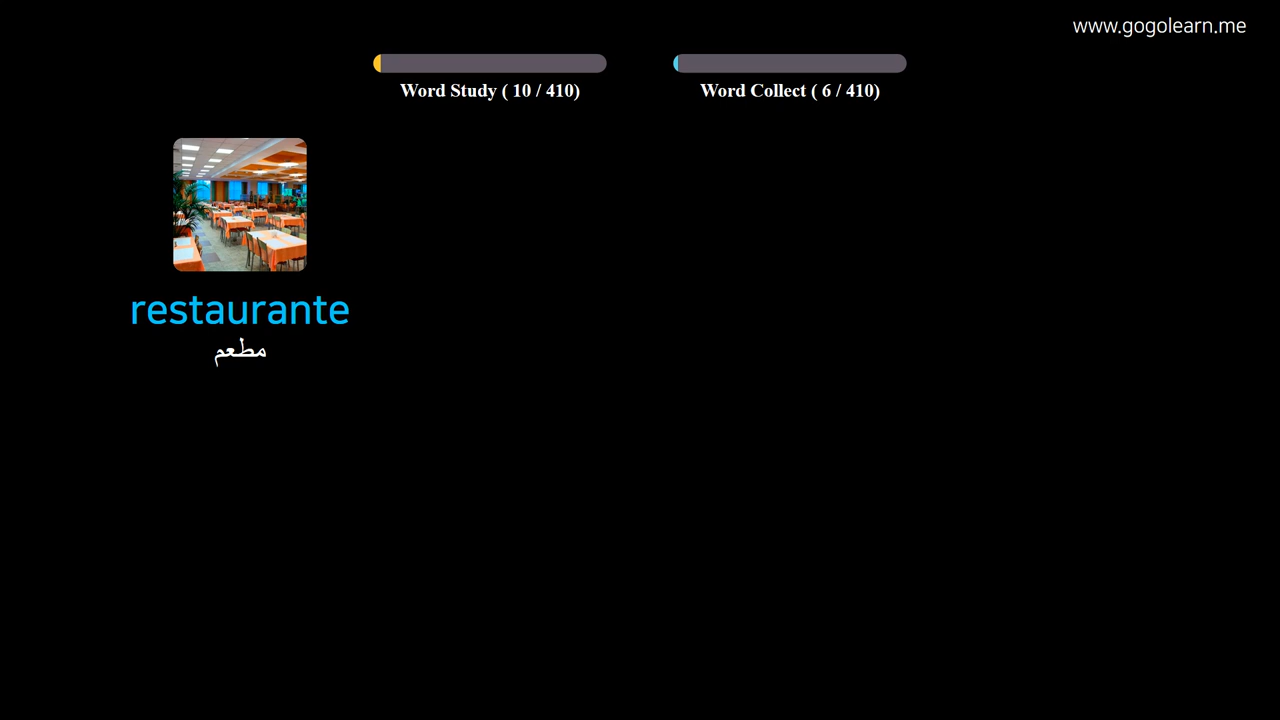 www.gogolearn.me
Word Study ( 10 / 410)
Word Collect ( 6 / 410)
restaurante
مطعم